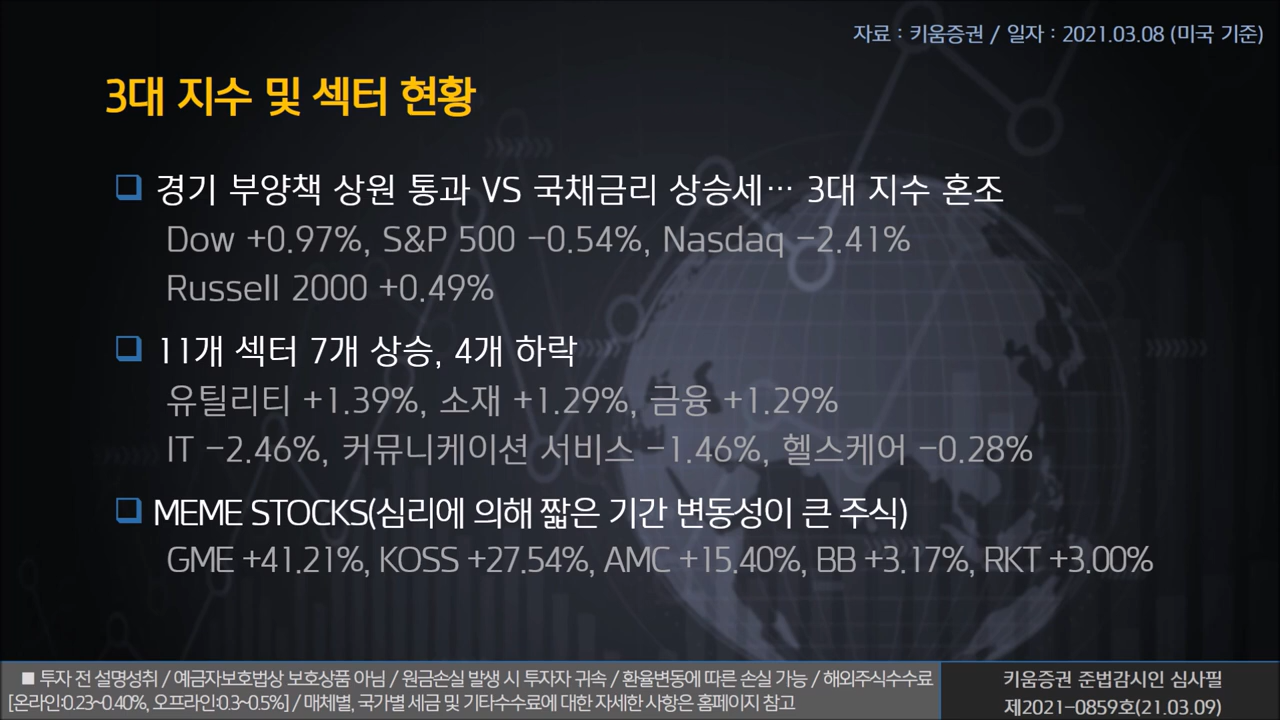 자료 : 키움증권 / 일자 : 2021.03.08 (미국 기준)
3대 지수 및 섹터 현황
❑ 경기 부양책 상원 통과 VS 국채금리 상승세… 3대 지수 혼조
Dow +0.97%, S&P 500 -0.54%, Nasdaq -2.41%
Russell 2000 +0.49%
❑ 11개 섹터 7개 상승, 4개 하락
유틸리티 +1.39%, 소재 +1.29%, 금융 +1.29%
IT -2.46%, 커뮤니케이션 서비스 -1.46%, 헬스케어 -0.28%
❑ MEME STOCKS(심리에 의해 짧은 기간 변동성이 큰 주식)
GME +41.21%, KOSS +27.54%, AMC +15.40%, BB +3.17%, RKT +3.00%
■ 투자 전 설명성취 / 예금자보호법상 보호상품 아님 / 원금손실 발생 시 투자자 귀속 / 환율변동에 따른 손실 가능 / 해외주식수수료
[온라인:0.23~0.40%, 오프라인:0.3~0.5%] / 매체별, 국가별 세금 및 기타수수료에 대한 자세한 사항은 홈페이지 참고
키움증권 준법감시인 심사필
제2021-0859호(21.03.09)